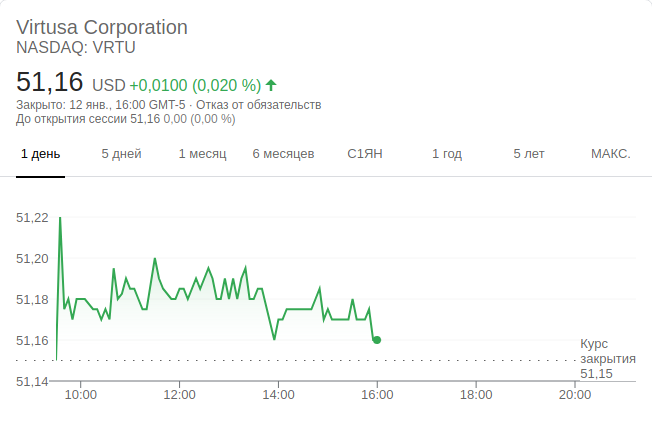 Virtusa Corporation
NASDAQ: VRTU
51,16 USD +0,0100 (0,020 %)
Закрыто: 12 янв., 16:00 GMT-5 · Отказ от обязательств
До открытия сессии 51,16 0,00 (0,00 %)
1 день 5 дней 1 месяц 6 месяцев С1ЯН 1 год 5 лет МАКС.
51,22
51,20
51,18
51,16
51,14
Курс
закрытия
51,15
10:00 12:00 14:00 16:00 18:00 20:00